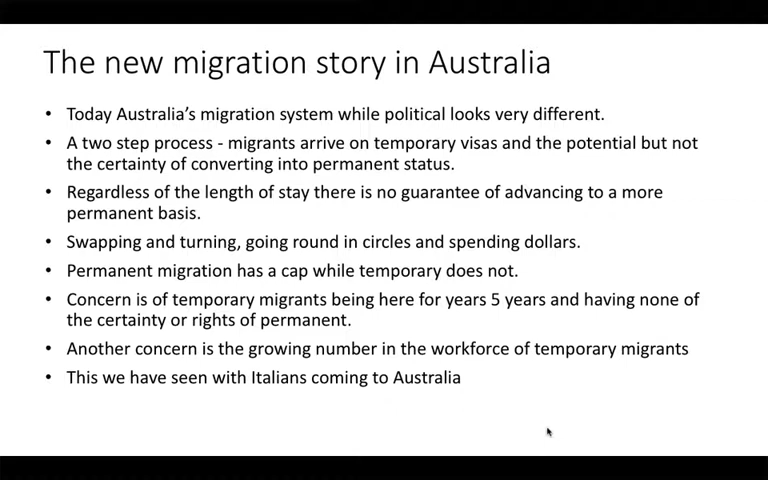 The new migration story in Australia
• Today Australia's migration system while political looks very different.
• A two step process - migrants arrive on temporary visas and the potential but not
the certainty of converting into permanent status.
• Regardless of the length of stay there is no guarantee of advancing to a more
permanent basis.
• Swapping and turning, going round in circles and spending dollars.
• Permanent migration has a cap while temporary does not.
• Concern is of temporary migrants being here for years 5 years and having none of
the certainty or rights of permanent.
• Another concern is the growing number in the workforce of temporary migrants
• This we have seen with Italians coming to Australia